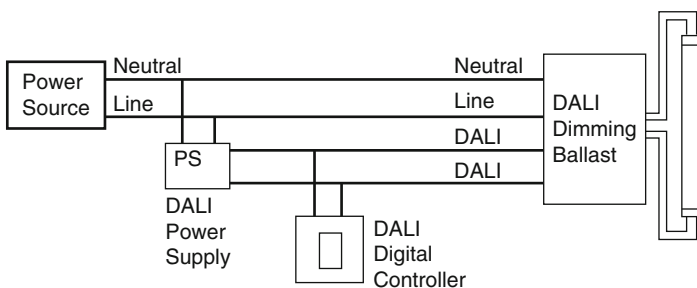 Neutral
Neutral
Power
Source
Line
Line
DALI
Dimming
Ballast
DALI
PS
DALI
DALI
Power
Supply
DALI
Digital
Controller